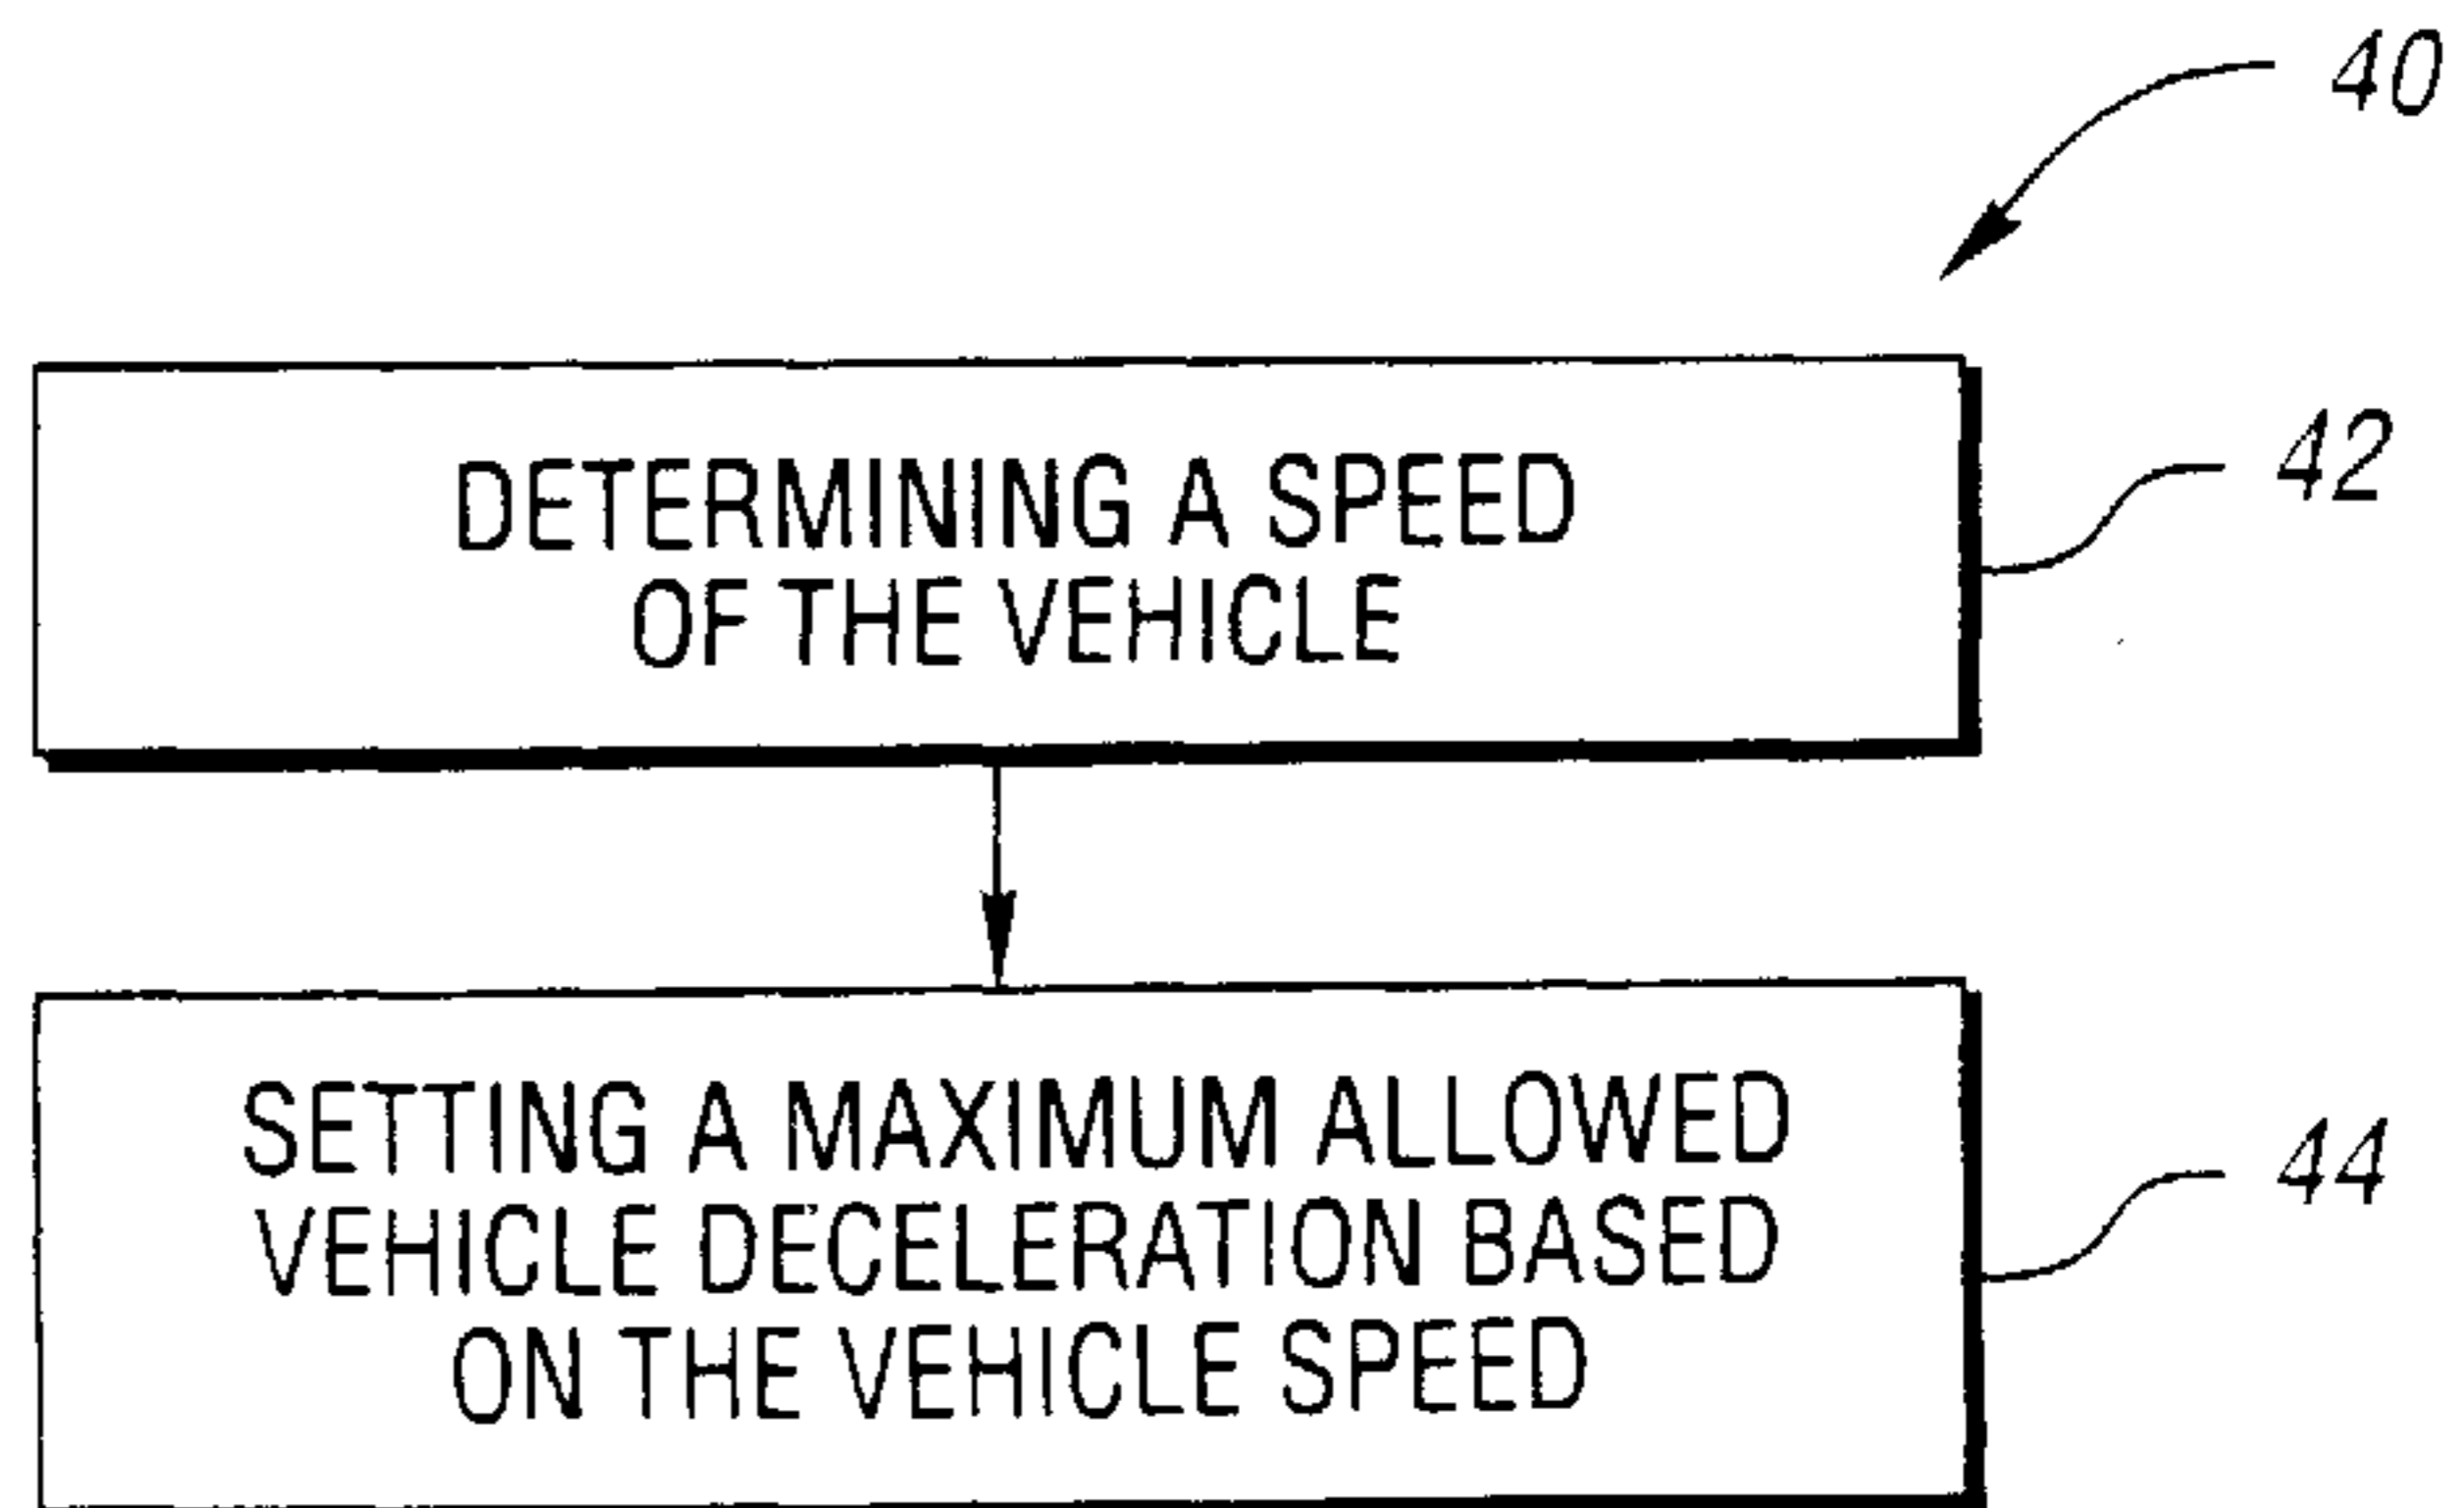 40
DETERMINING A SPEED
OF THE VEHICLE
42
SETTING A MAXIMUM ALLOWED
VEHICLE DECELERATION BASED
ON THE VEHICLE SPEED
44